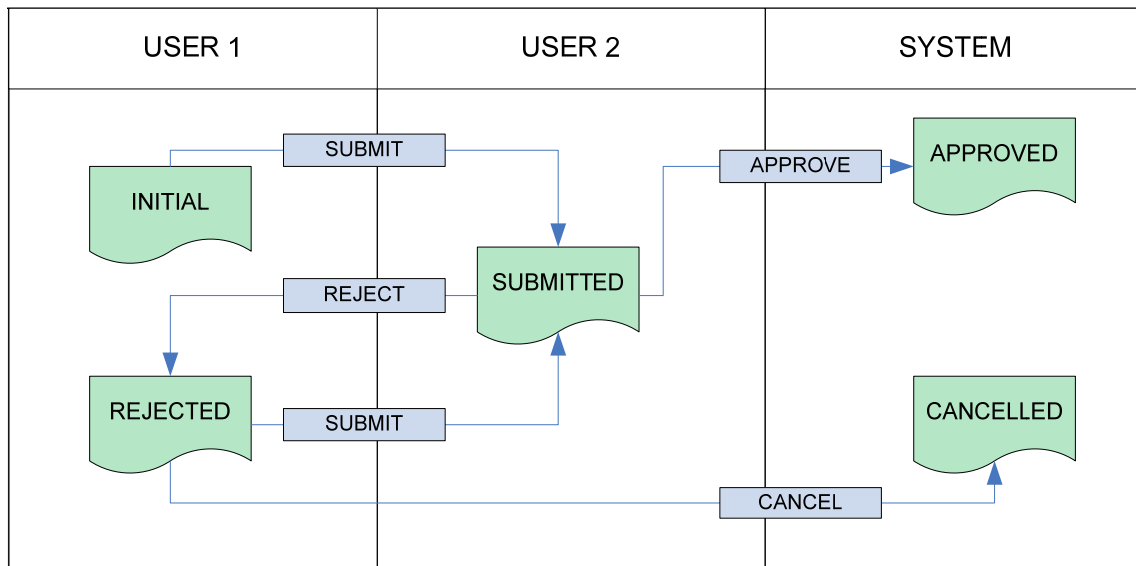 USER 1
USER 2
SYSTEM
SUBMIT
APPROVE
APPROVED
INITIAL
REJECT
SUBMITTED
REJECTED
SUBMIT
CANCELLED
CANCEL